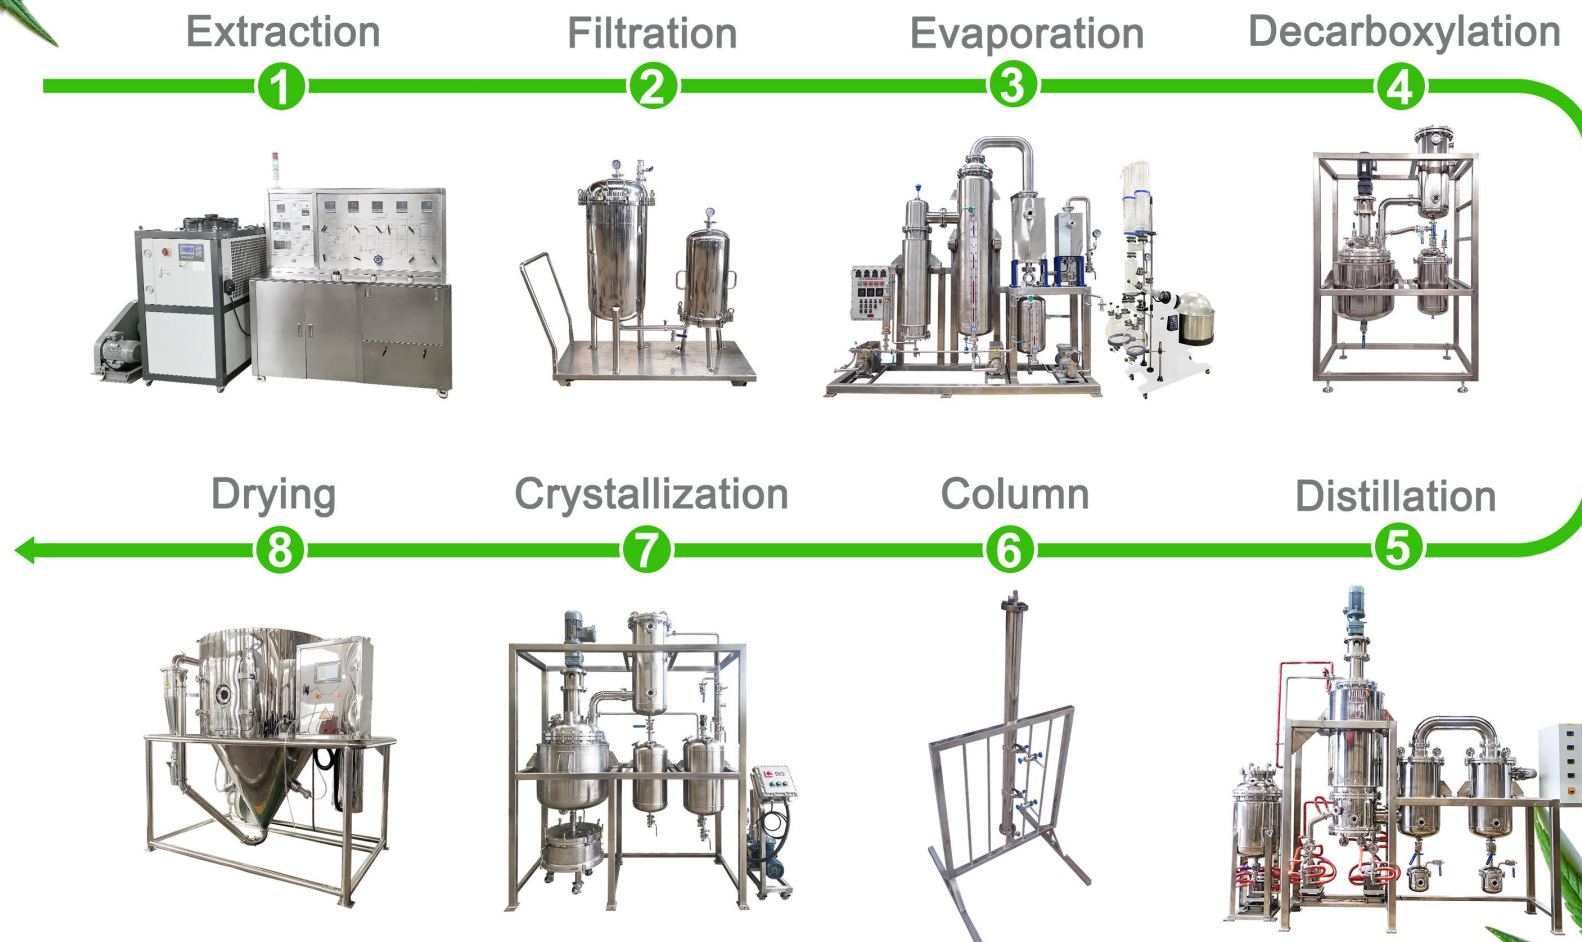 Extraction
Filtration
Evaporation
Decarboxylation
1
2
3
4
Drying
Crystallization
Column
Distillation
8
7
6
5